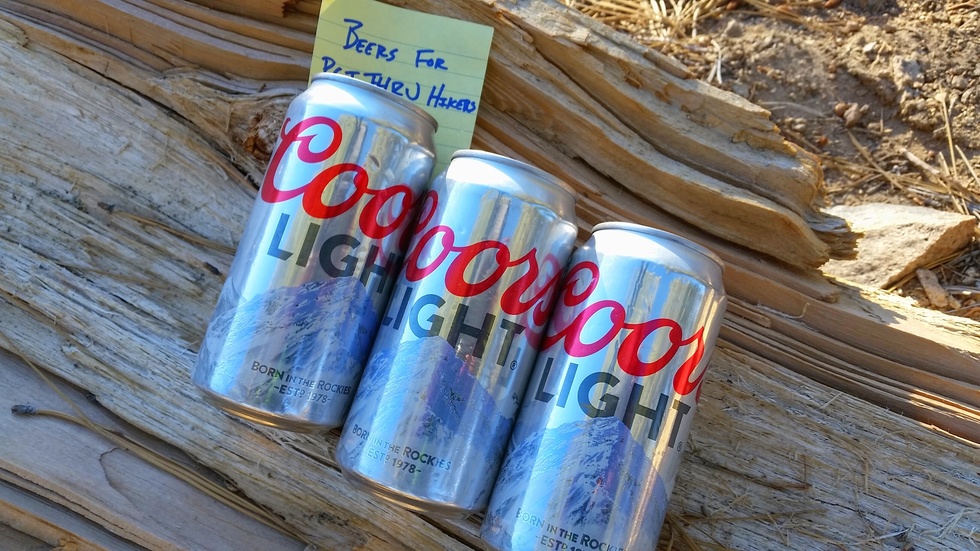 Beers For
PCT THRU Hikers
Coors
LIGHT
BORN IN THE ROCKIES
-ESTD 1978-
Coors
LIGHT
BORN IN THE ROCKIES
-ESTD 1978-
Coors
LIGHT
BORN IN THE ROCKIES